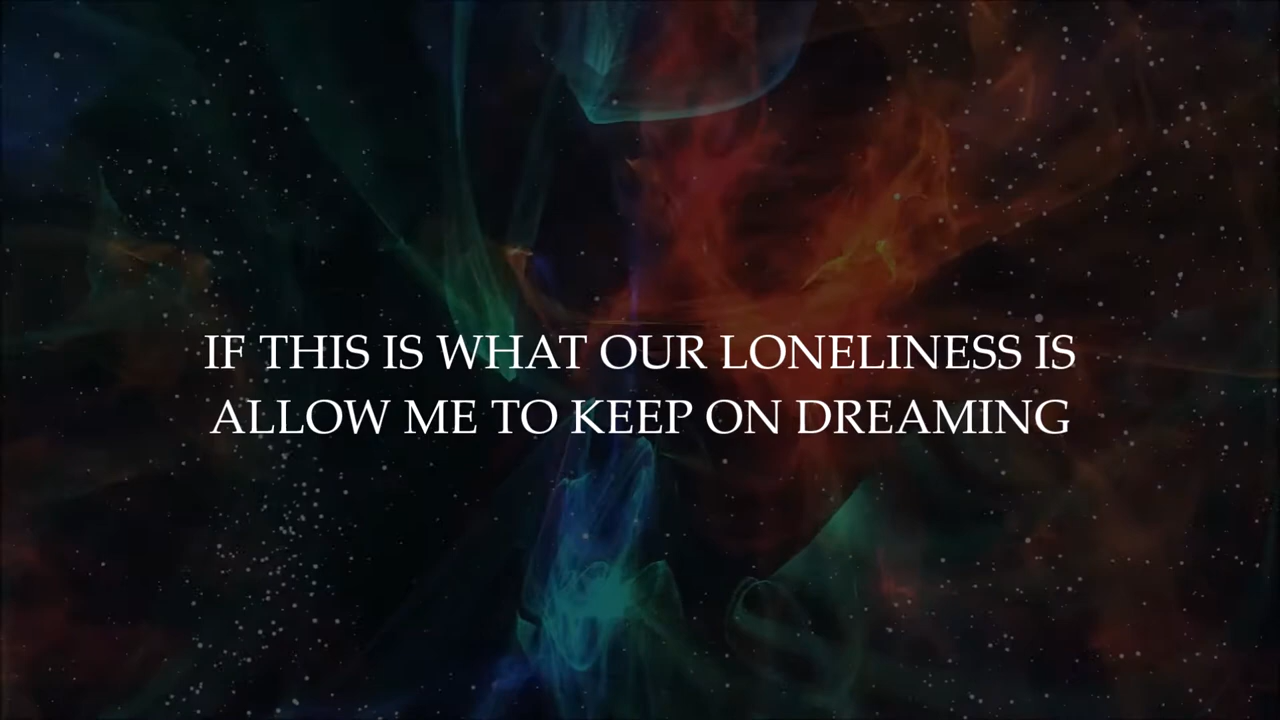 IF THIS IS WHAT OUR LONELINESS IS
ALLOW ME TO KEEP ON DREAMING